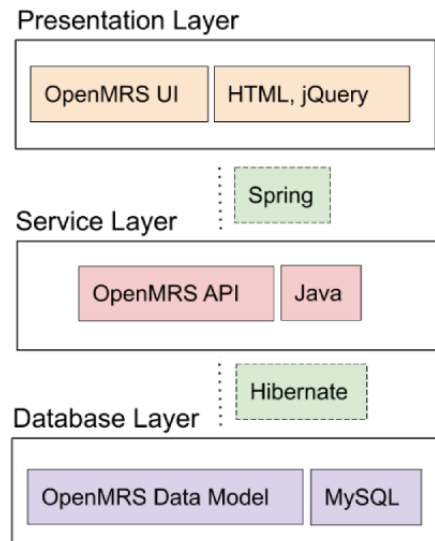 Presentation Layer
OpenMRS UI
HTML, jQuery
Spring
Service Layer
OpenMRS API
Java
Hibernate
Database Layer
OpenMRS Data Model
MySQL